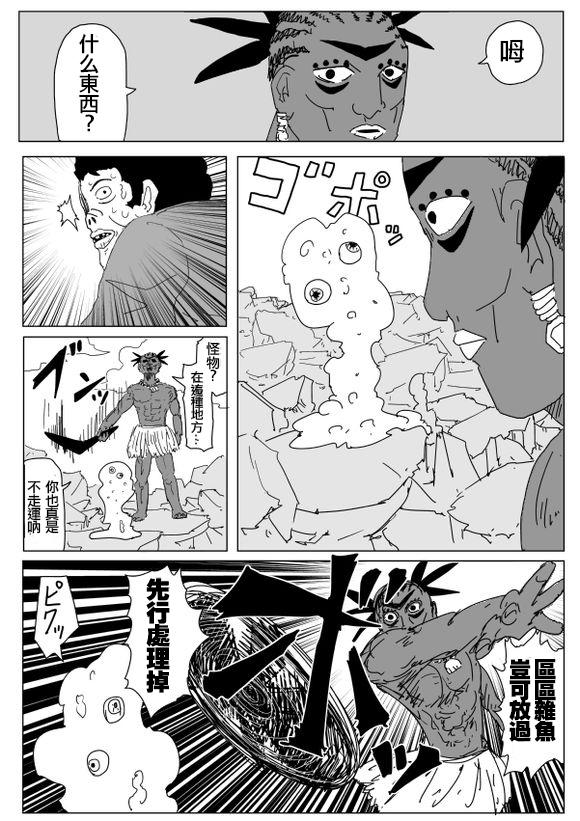 呣
什么東西？
ゴポッ
怪物？
在這種地方…
ブンッ
你也真是
不走運吶
區區雜魚
豈可放過
先行處理掉
ピクッ